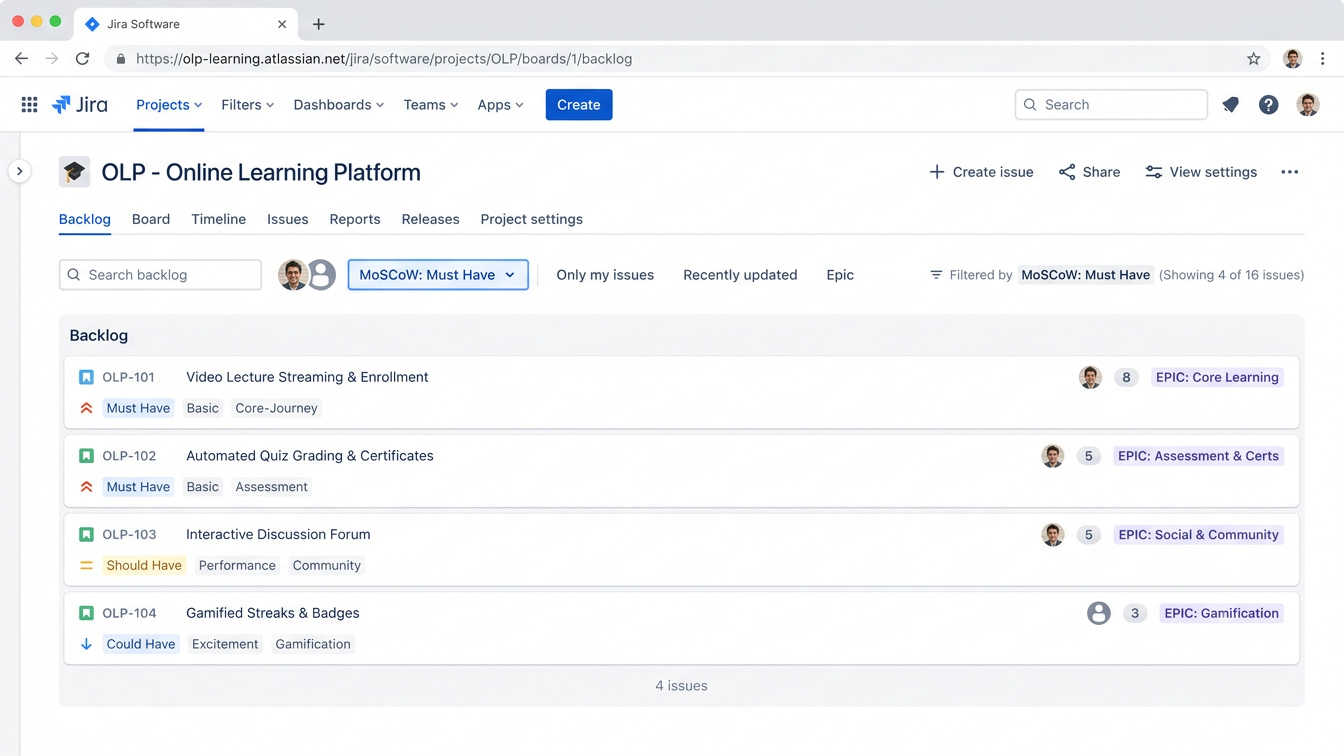 Jira Software
https://olp-learning.atlassian.net/jira/software/projects/OLP/boards/1/backlog
Jira Projects Filters Dashboards Teams Apps Create Search
OLP - Online Learning Platform
Create issue Share View settings
Backlog Board Timeline Issues Reports Releases Project settings
Search backlog MoSCoW: Must Have Only my issues Recently updated Epic Filtered by MoSCoW: Must Have (Showing 4 of 16 issues)
Backlog
OLP-101 Video Lecture Streaming & Enrollment 8 EPIC: Core Learning
Must Have Basic Core-Journey
OLP-102 Automated Quiz Grading & Certificates 5 EPIC: Assessment & Certs
Must Have Basic Assessment
OLP-103 Interactive Discussion Forum 5 EPIC: Social & Community
Should Have Performance Community
OLP-104 Gamified Streaks & Badges 3 EPIC: Gamification
Could Have Excitement Gamification
4 issues